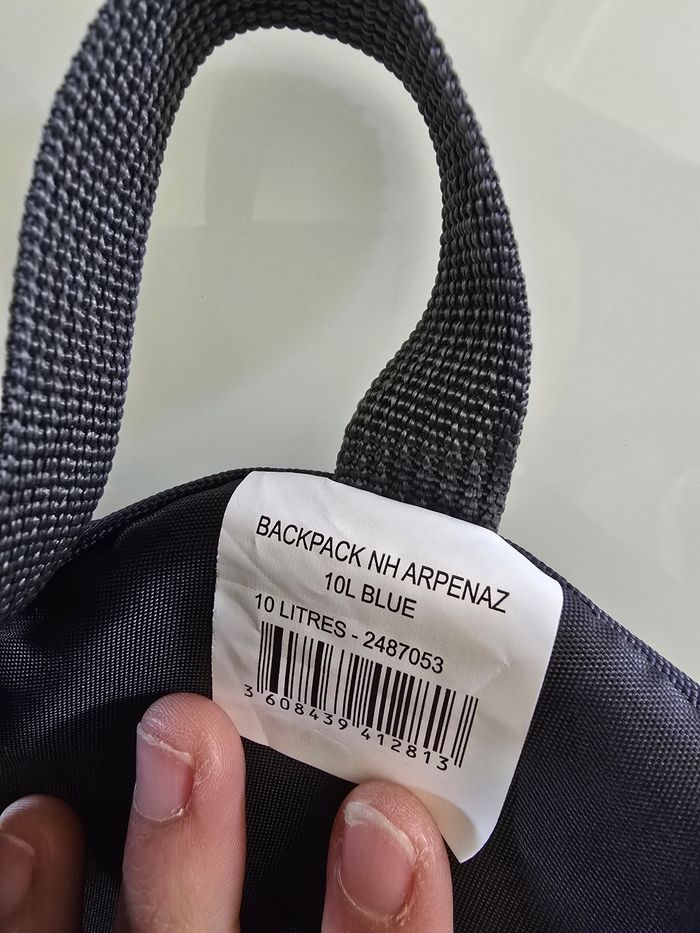 BACKPACK NH ARPENAZ
10L BLUE
10 LITRES - 2487053
3 608439 412813